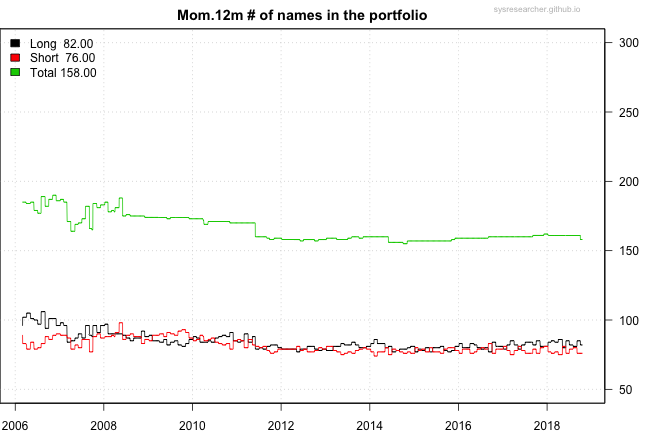 Mom.12m # of names in the portfolio
sysresearcher.github.io
Long 82.00
Short 76.00
Total 158.00
300
250
200
150
100
50
2006 2008 2010 2012 2014 2016 2018